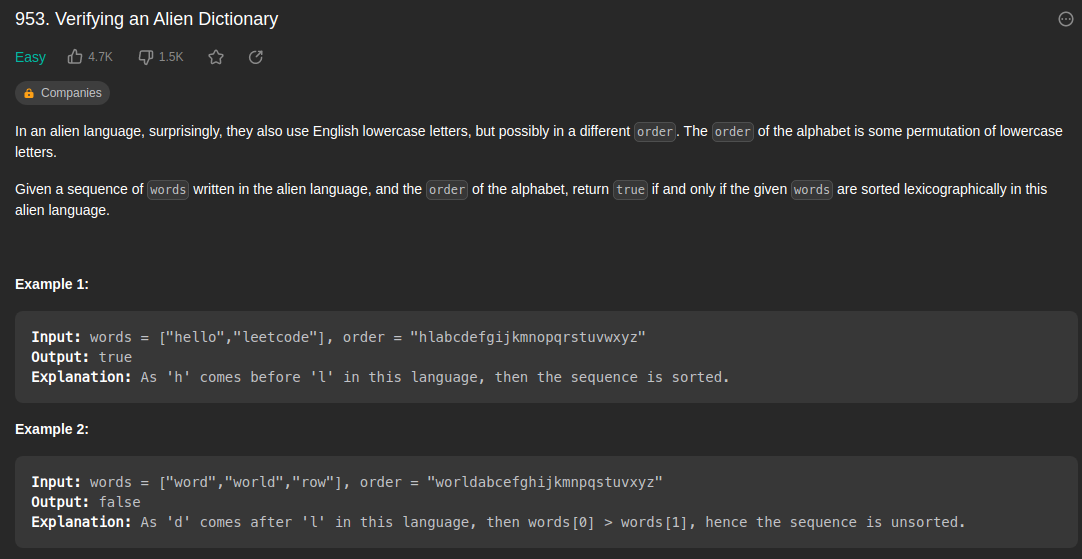 953. Verifying an Alien Dictionary
Easy 4.7K 1.5K
Companies
In an alien language, surprisingly, they also use English lowercase letters, but possibly in a different order. The order of the alphabet is some permutation of lowercase
letters.
Given a sequence of words written in the alien language, and the order of the alphabet, return true if and only if the given words are sorted lexicographically in this
alien language.
Example 1:
Input: words = ["hello","leetcode"], order = "hlabcdefgijkmnopqrstuvwxyz"
Output: true
Explanation: As 'h' comes before 'l' in this language, then the sequence is sorted.
Example 2:
Input: words = ["word","world","row"], order = "worldabcefghijkmnpqstuvxyz"
Output: false
Explanation: As 'd' comes after 'l' in this language, then words[0] > words[1], hence the sequence is unsorted.